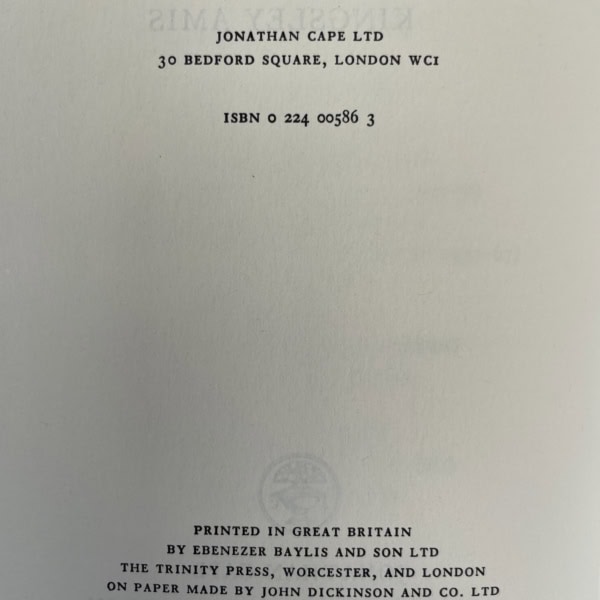 KINGSLEY AMIS
JONATHAN CAPE LTD
30 BEDFORD SQUARE, LONDON WC1
ISBN 0 224 00586 3
PRINTED IN GREAT BRITAIN
BY EBENEZER BAYLIS AND SON LTD
THE TRINITY PRESS, WORCESTER, AND LONDON
ON PAPER MADE BY JOHN DICKINSON AND CO. LTD